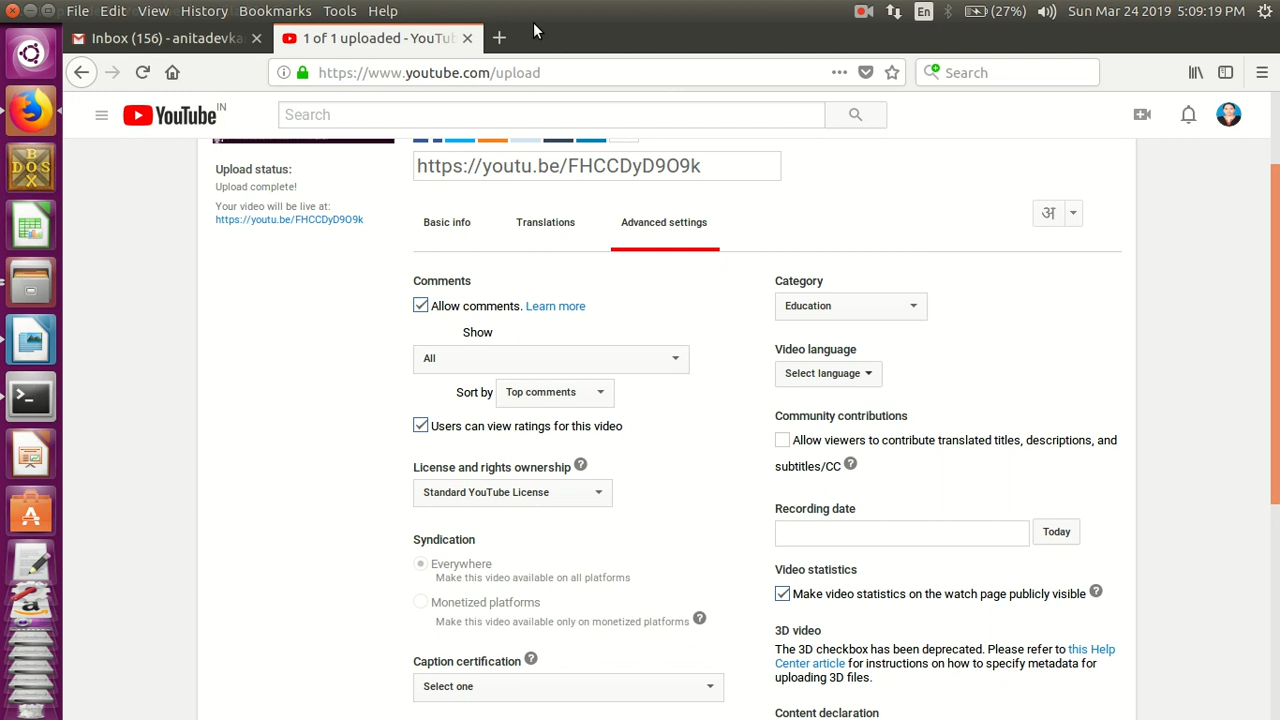 File Edit View History Bookmarks Tools Help
En (27%) Sun Mar 24 2019 5:09:19 PM
Inbox (156) - anitadevka
1 of 1 uploaded - YouTub
https://www.youtube.com/upload
Search
YouTube IN
Search
Upload status:
Upload complete!
Your video will be live at:
https://youtu.be/FHCCDyD9O9k
https://youtu.be/FHCCDyD9O9k
Basic info Translations Advanced settings
अ
Comments
Allow comments. Learn more
Show
All
Sort by Top comments
Users can view ratings for this video
License and rights ownership ?
Standard YouTube License
Syndication
Everywhere
Make this video available on all platforms
Monetized platforms
Make this video available only on monetized platforms ?
Caption certification ?
Select one
Category
Education
Video language
Select language
Community contributions
Allow viewers to contribute translated titles, descriptions, and
subtitles/CC ?
Recording date
Today
Video statistics
Make video statistics on the watch page publicly visible ?
3D video
The 3D checkbox has been deprecated. Please refer to this Help
Center article for instructions on how to specify metadata for
uploading 3D files.
Content declaration